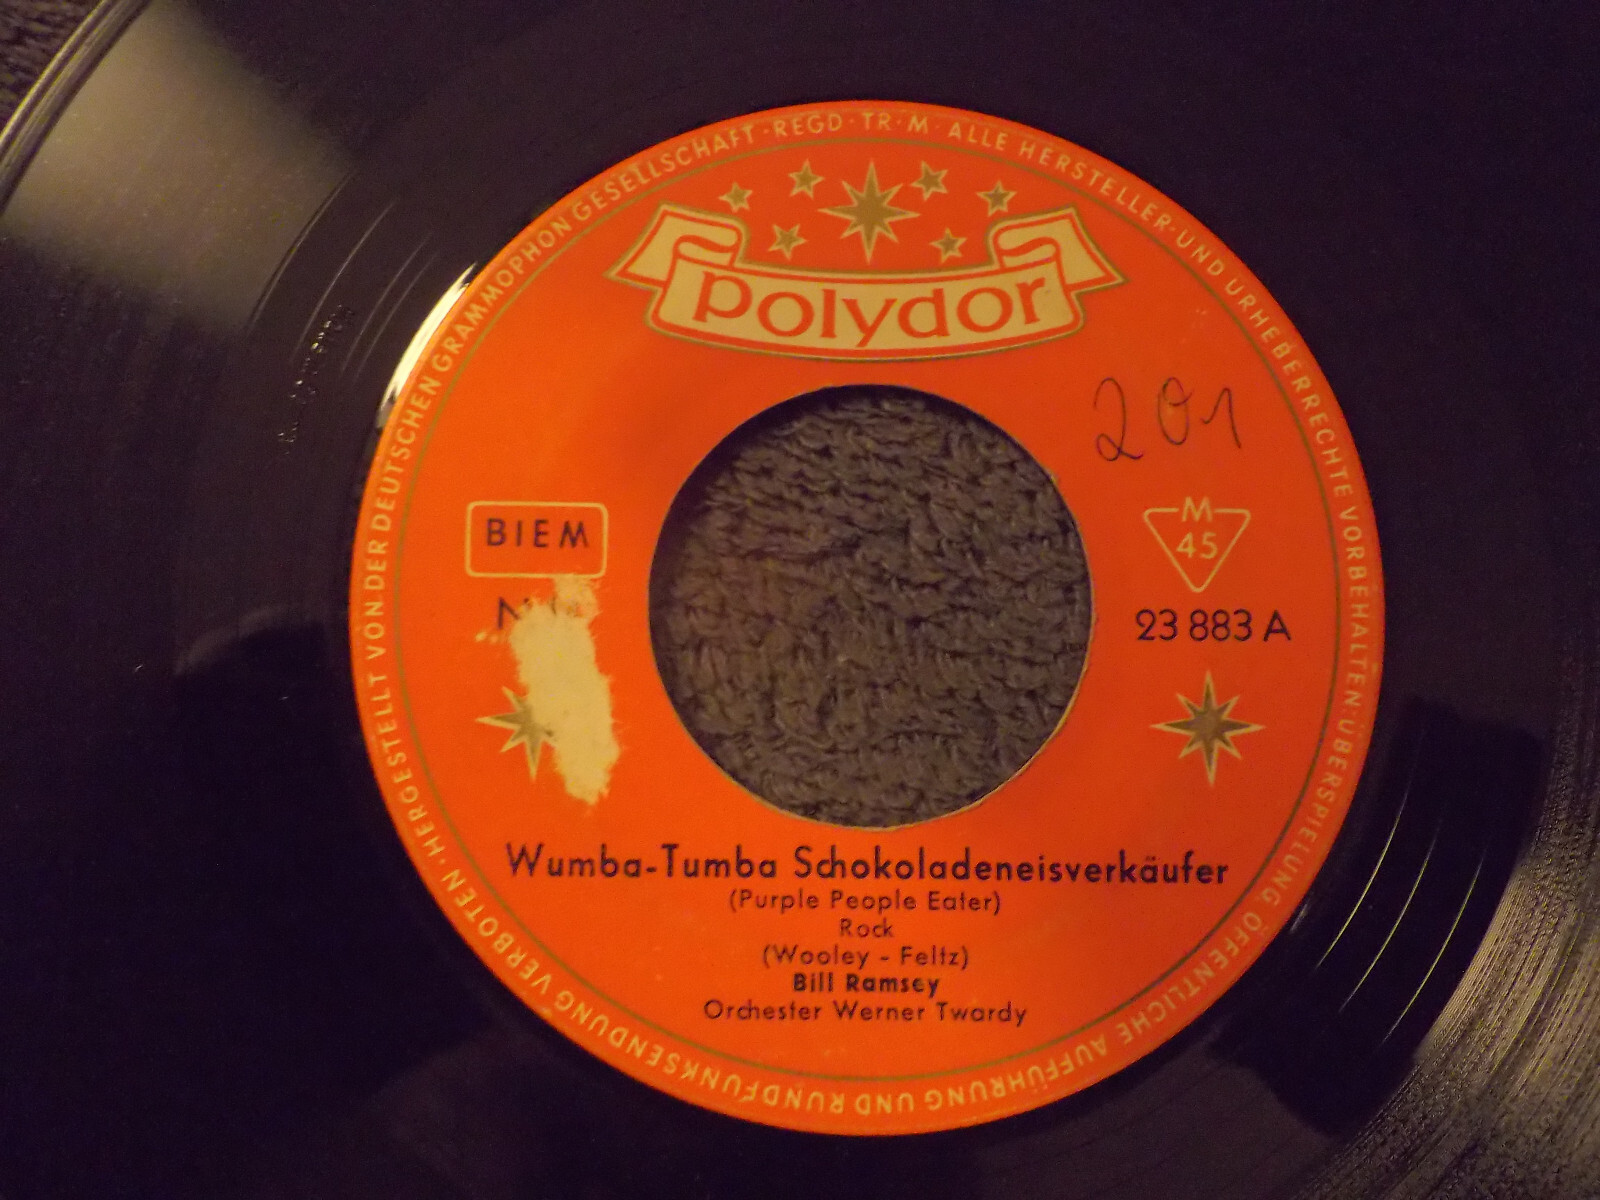 HERGESTELLT VON DER DEUTSCHEN GRAMMOPHON GESELLSCHAFT · REGD · TR · M · ALLE HERSTELLER- UND URHEBERRECHTE VORBEHALTEN · ÜBERSPIELUNG, ÖFFENTLICHE AUFFÜHRUNG UND RUNDFUNKSENDUNG VERBOTEN ·
polydor
201
BIEM
M
45
23 883 A
Wumba-Tumba Schokoladeneisverkäufer
(Purple People Eater)
Rock
(Wooley - Feltz)
Bill Ramsey
Orchester Werner Twardy